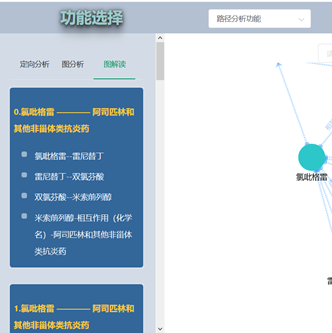 功能选择
路径分析功能
定向分析 图分析 图解读
0.氯吡格雷 ———— 阿司匹林和
其他非甾体类抗炎药
氯吡格雷--雷尼替丁
雷尼替丁--双氯芬酸
双氯芬酸--米索前列醇
米索前列醇-相互作用（化学
名）-阿司匹林和其他非甾体
类抗炎药
氯吡格雷
1.氯吡格雷 ———— 阿司匹林和
其他非甾体类抗炎药